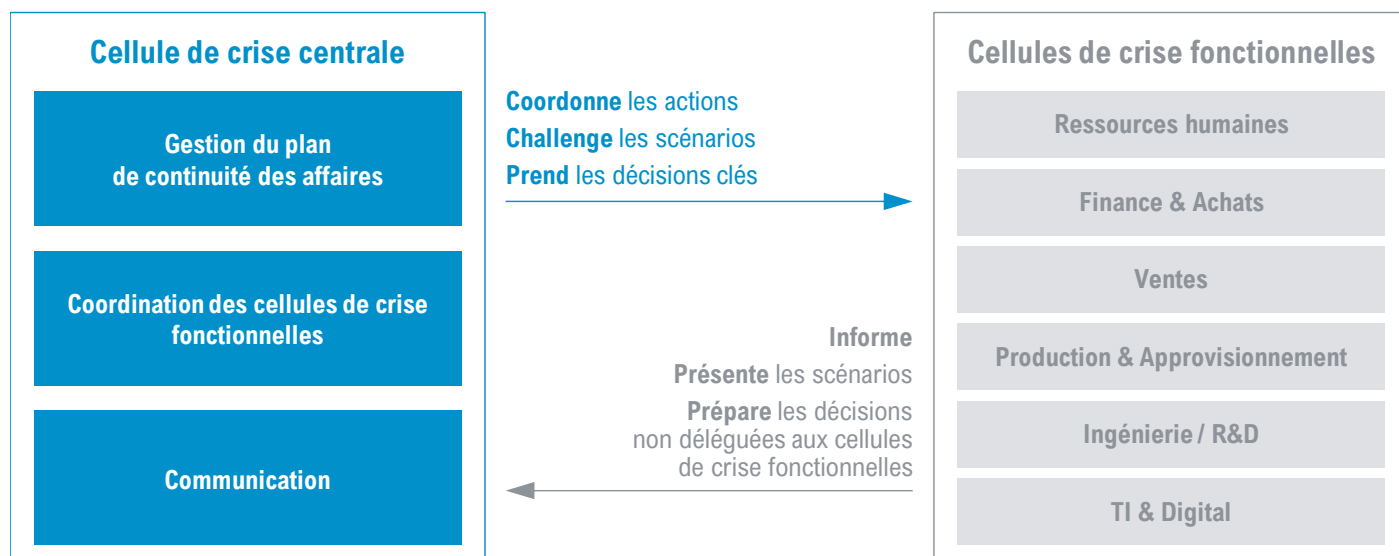 Cellule de crise centrale
Gestion du plan
de continuité des affaires
Coordination des cellules de crise
fonctionnelles
Communication
Coordonne les actions
Challenge les scénarios
Prend les décisions clés
Informe
Présente les scénarios
Prépare les décisions
non déléguées aux cellules
de crise fonctionnelles
Cellules de crise fonctionnelles
Ressources humaines
Finance & Achats
Ventes
Production & Approvisionnement
Ingénierie / R&D
TI & Digital